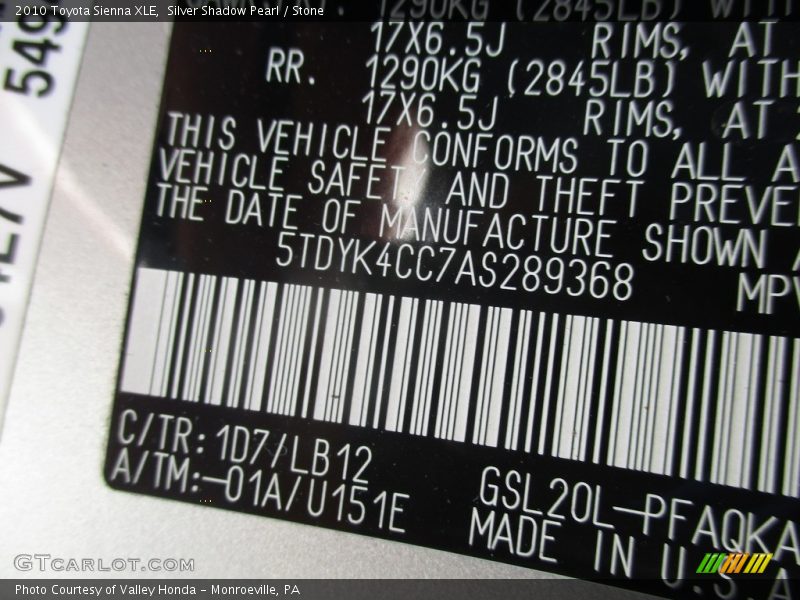 2010 Toyota Sienna XLE,  Silver Shadow Pearl / Stone
1290KG (2845LB) WITH
17X6.5J RIMS, AT
RR. 1290KG (2845LB) WITH
17X6.5J RIMS, AT
THIS VEHICLE CONFORMS TO ALL A
VEHICLE SAFETY AND THEFT PREVE
THE DATE OF MANUFACTURE SHOWN A
5TDYK4CC7AS289368 MPV
C/TR: 1D7/LB12
A/TM:-01A/U151E
GSL20L-PFAQKA
MADE IN U.S.A
549
GTCARLOT.COM
Photo Courtesy of Valley Honda - Monroeville, PA